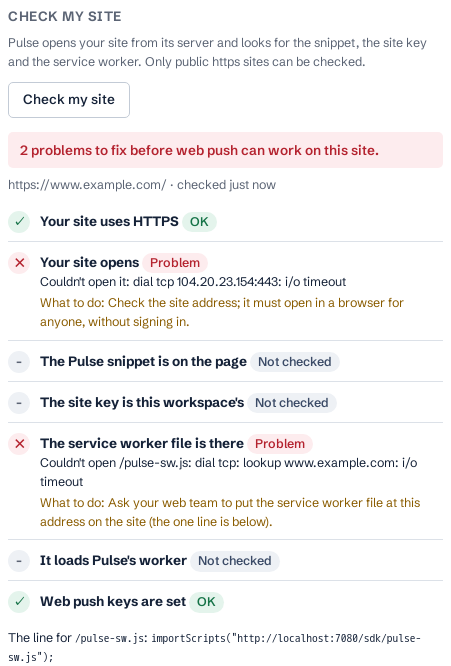 CHECK MY SITE
Pulse opens your site from its server and looks for the snippet, the site key
and the service worker. Only public https sites can be checked.
Check my site
2 problems to fix before web push can work on this site.
https://www.example.com/ · checked just now
✓ Your site uses HTTPS OK
✕ Your site opens Problem
Couldn't open it: dial tcp 104.20.23.154:443: i/o timeout
What to do: Check the site address; it must open in a browser for
anyone, without signing in.
- The Pulse snippet is on the page Not checked
- The site key is this workspace's Not checked
✕ The service worker file is there Problem
Couldn't open /pulse-sw.js: dial tcp: lookup www.example.com: i/o
timeout
What to do: Ask your web team to put the service worker file at this
address on the site (the one line is below).
- It loads Pulse's worker Not checked
✓ Web push keys are set OK
The line for /pulse-sw.js: importScripts("http://localhost:7080/sdk/pulse-
sw.js");